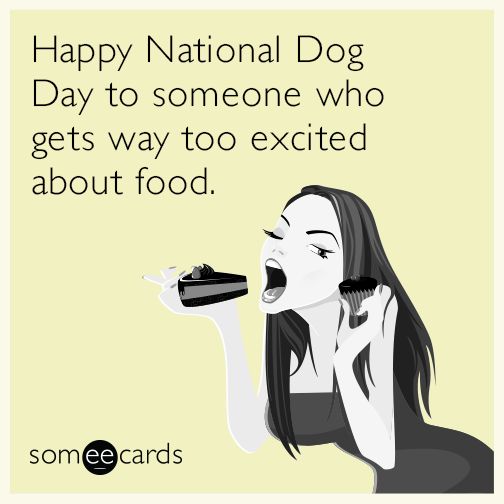 Happy National Dog
Day to someone who
gets way too excited
about food.
someecards